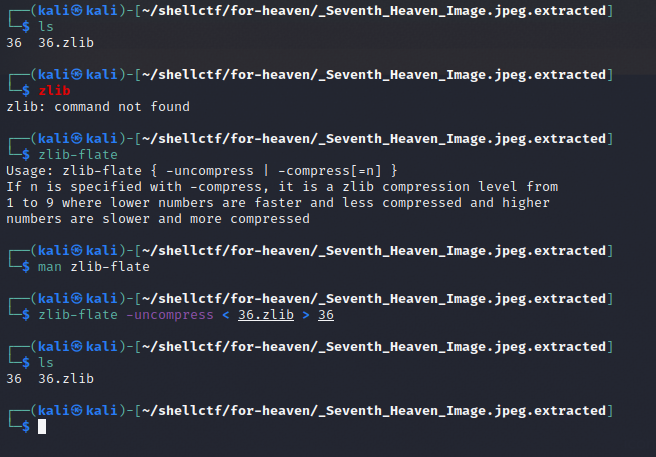 ┌──(kali㉿kali)-[~/shellctf/for-heaven/_Seventh_Heaven_Image.jpeg.extracted]
└─$ ls
36  36.zlib
┌──(kali㉿kali)-[~/shellctf/for-heaven/_Seventh_Heaven_Image.jpeg.extracted]
└─$ zlib
zlib: command not found
┌──(kali㉿kali)-[~/shellctf/for-heaven/_Seventh_Heaven_Image.jpeg.extracted]
└─$ zlib-flate
Usage: zlib-flate { -uncompress | -compress[=n] }
If n is specified with -compress, it is a zlib compression level from
1 to 9 where lower numbers are faster and less compressed and higher
numbers are slower and more compressed
┌──(kali㉿kali)-[~/shellctf/for-heaven/_Seventh_Heaven_Image.jpeg.extracted]
└─$ man zlib-flate
┌──(kali㉿kali)-[~/shellctf/for-heaven/_Seventh_Heaven_Image.jpeg.extracted]
└─$ zlib-flate -uncompress < 36.zlib > 36
┌──(kali㉿kali)-[~/shellctf/for-heaven/_Seventh_Heaven_Image.jpeg.extracted]
└─$ ls
36  36.zlib
┌──(kali㉿kali)-[~/shellctf/for-heaven/_Seventh_Heaven_Image.jpeg.extracted]
└─$